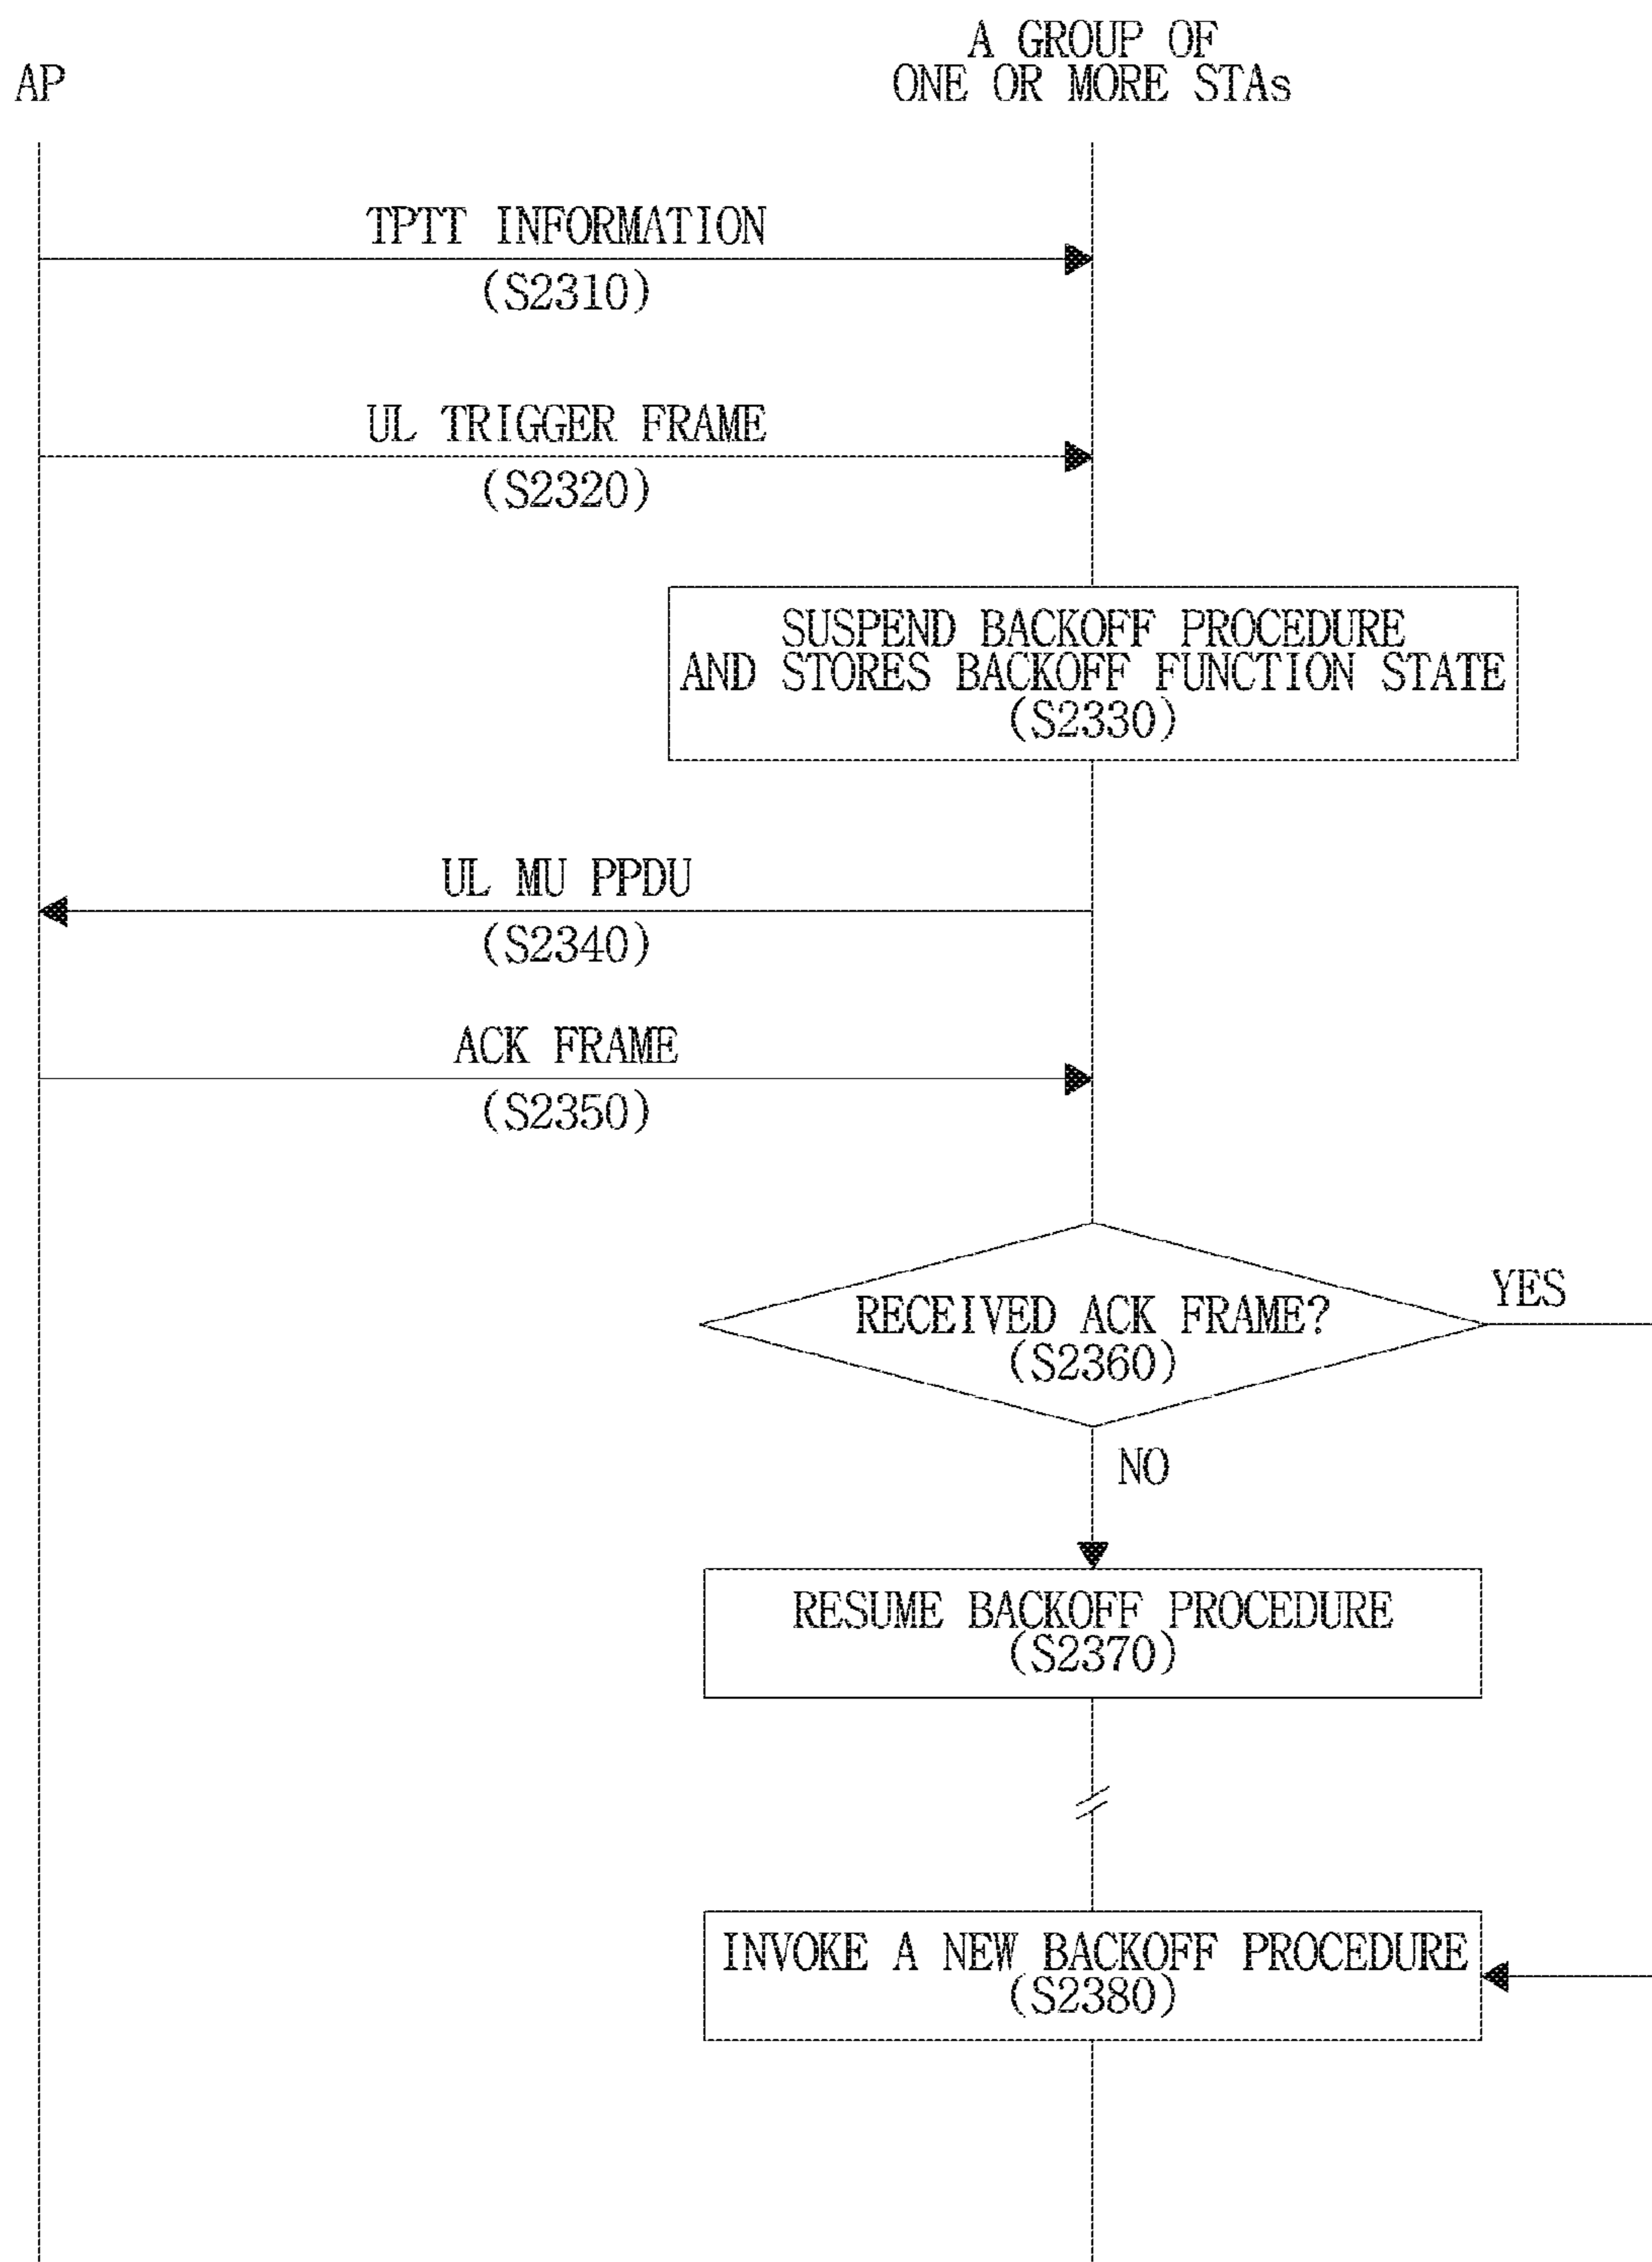 AP
A GROUP OF
ONE OR MORE STAs
TPTT INFORMATION
(S2310)
UL TRIGGER FRAME
(S2320)
SUSPEND BACKOFF PROCEDURE
AND STORES BACKOFF FUNCTION STATE
(S2330)
UL MU PPDU
(S2340)
ACK FRAME
(S2350)
RECEIVED ACK FRAME?
(S2360)
YES
NO
RESUME BACKOFF PROCEDURE
(S2370)
INVOKE A NEW BACKOFF PROCEDURE
(S2380)